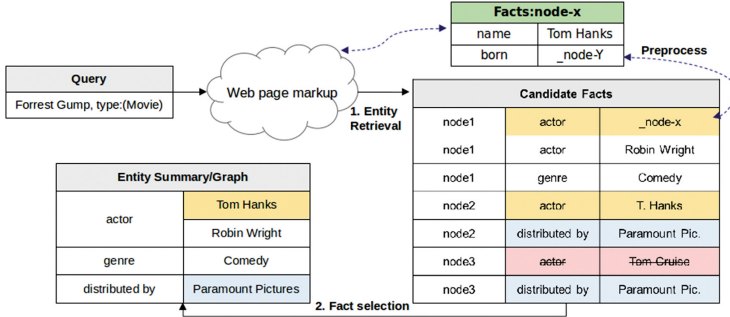 Facts:node-x
name Tom Hanks
born _node-Y
Preprocess
Query
Forrest Gump, type:(Movie)
Web page markup
1. Entity
Retrieval
Candidate Facts
node1 actor _node-x
node1 actor Robin Wright
node1 genre Comedy
node2 actor T. Hanks
node2 distributed by Paramount Pic.
node3 actor Tom Cruise
node3 distributed by Paramount Pic.
Entity Summary/Graph
actor Tom Hanks
Robin Wright
genre Comedy
distributed by Paramount Pictures
2. Fact selection